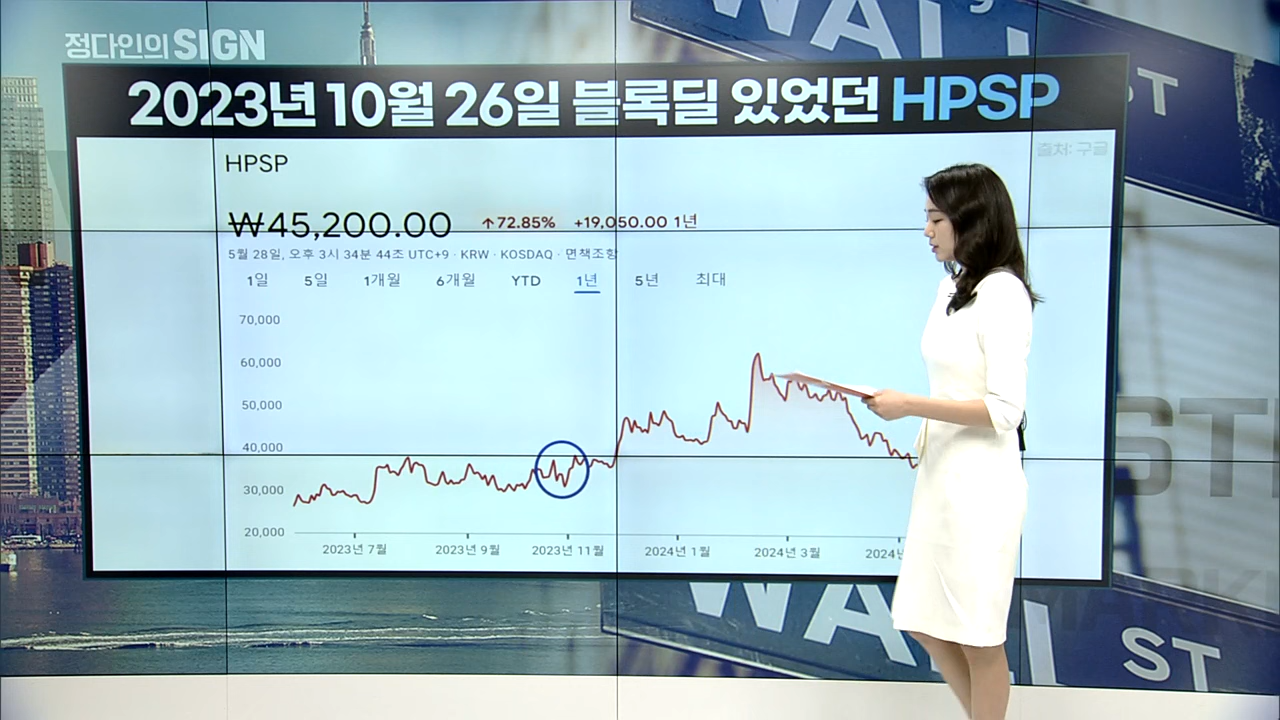 정다인의 SIGN
2023년 10월 26일 블록딜 있었던 HPSP
출처: 구글
HPSP
₩45,200.00 ↑72.85% +19,050.00 1년
5월 28일, 오후 3시 34분 44초 UTC+9 · KRW · KOSDAQ · 면책조항
1일 5일 1개월 6개월 YTD 1년 5년 최대
70,000
60,000
50,000
40,000
30,000
20,000
2023년 7월 2023년 9월 2023년 11월 2024년 1월 2024년 3월 2024년
WALL ST
WALL ST